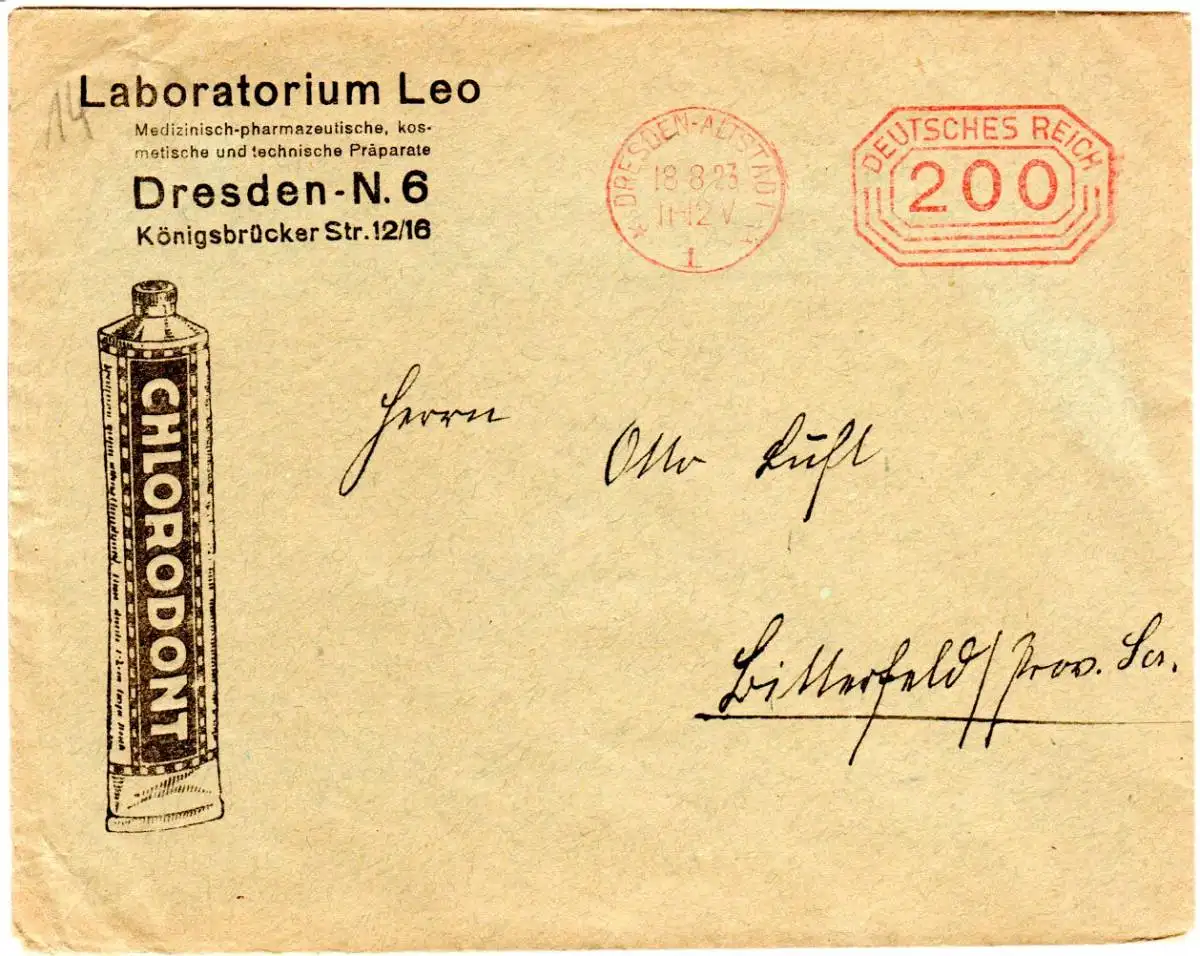 Laboratorium Leo
Medizinisch-pharmazeutische, kos-
metische und technische Präparate
Dresden-N. 6
Königsbrücker Str. 12/16
14
DRESDEN-ALTSTADT
18 8 23
11-12 V
1
DEUTSCHES REICH
200
CHLORODONT
Herrn
Otto Luft
Bitterfeld / Prov. Sa.